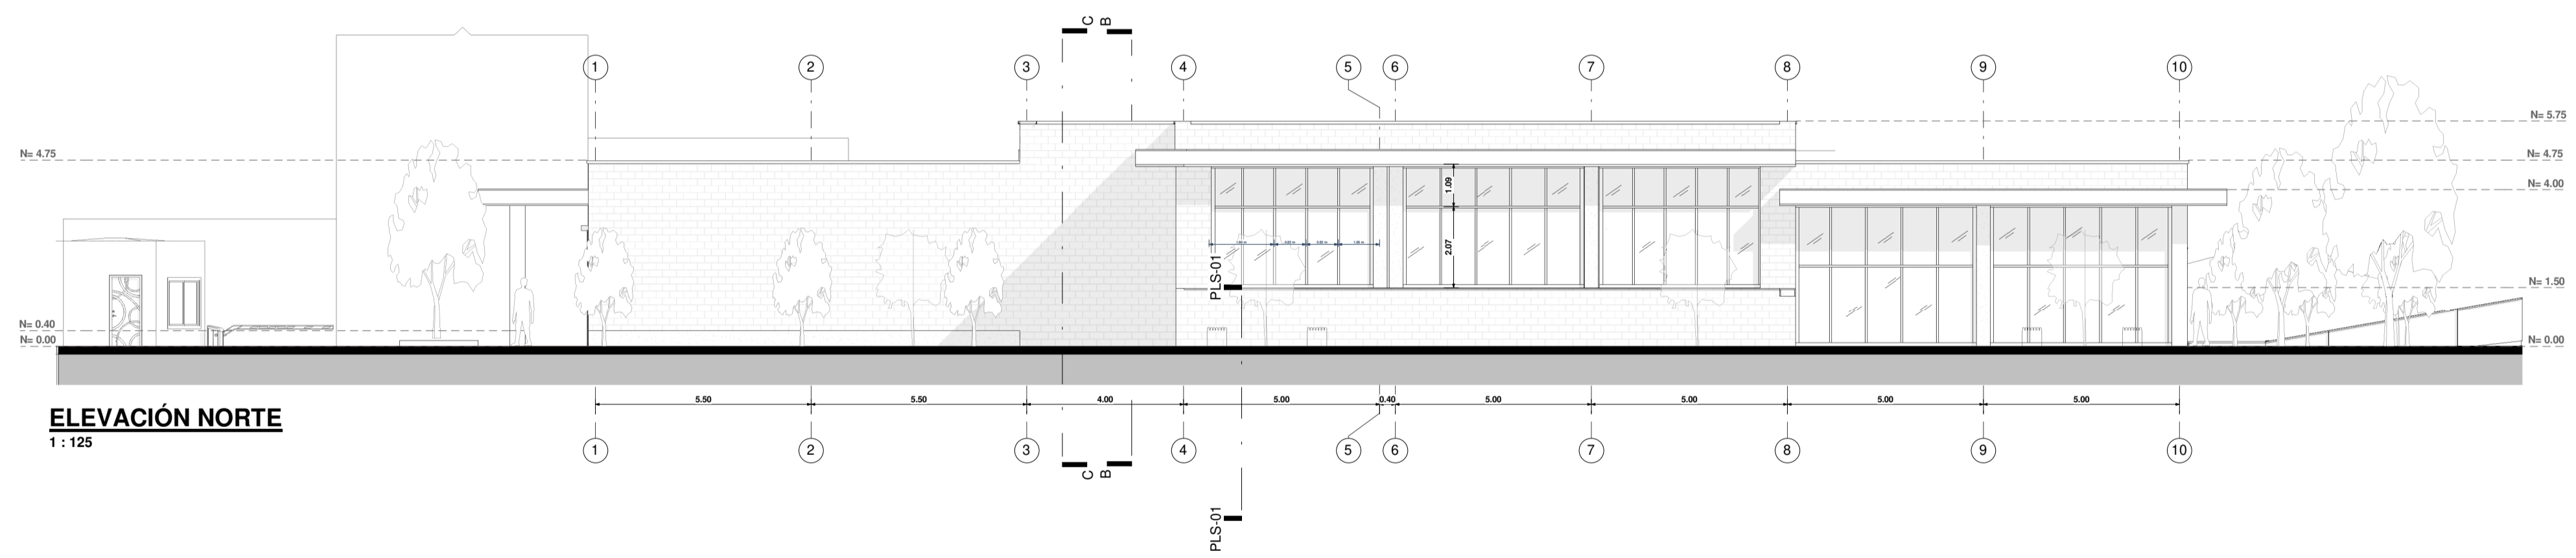 C B
1 2 3 4 5 6 7 8 9 10
N= 5.75
N= 4.75 N= 4.75
N= 4.00
1.09
2.07
PLS-01
N= 1.50
N= 0.40
N= 0.00 N= 0.00
5.50 5.50 4.00 5.00 0.40 5.00 5.00 5.00 5.00
ELEVACIÓN NORTE
1 : 125
1 2 3 4 5 6 7 8 9 10
C B
PLS-01